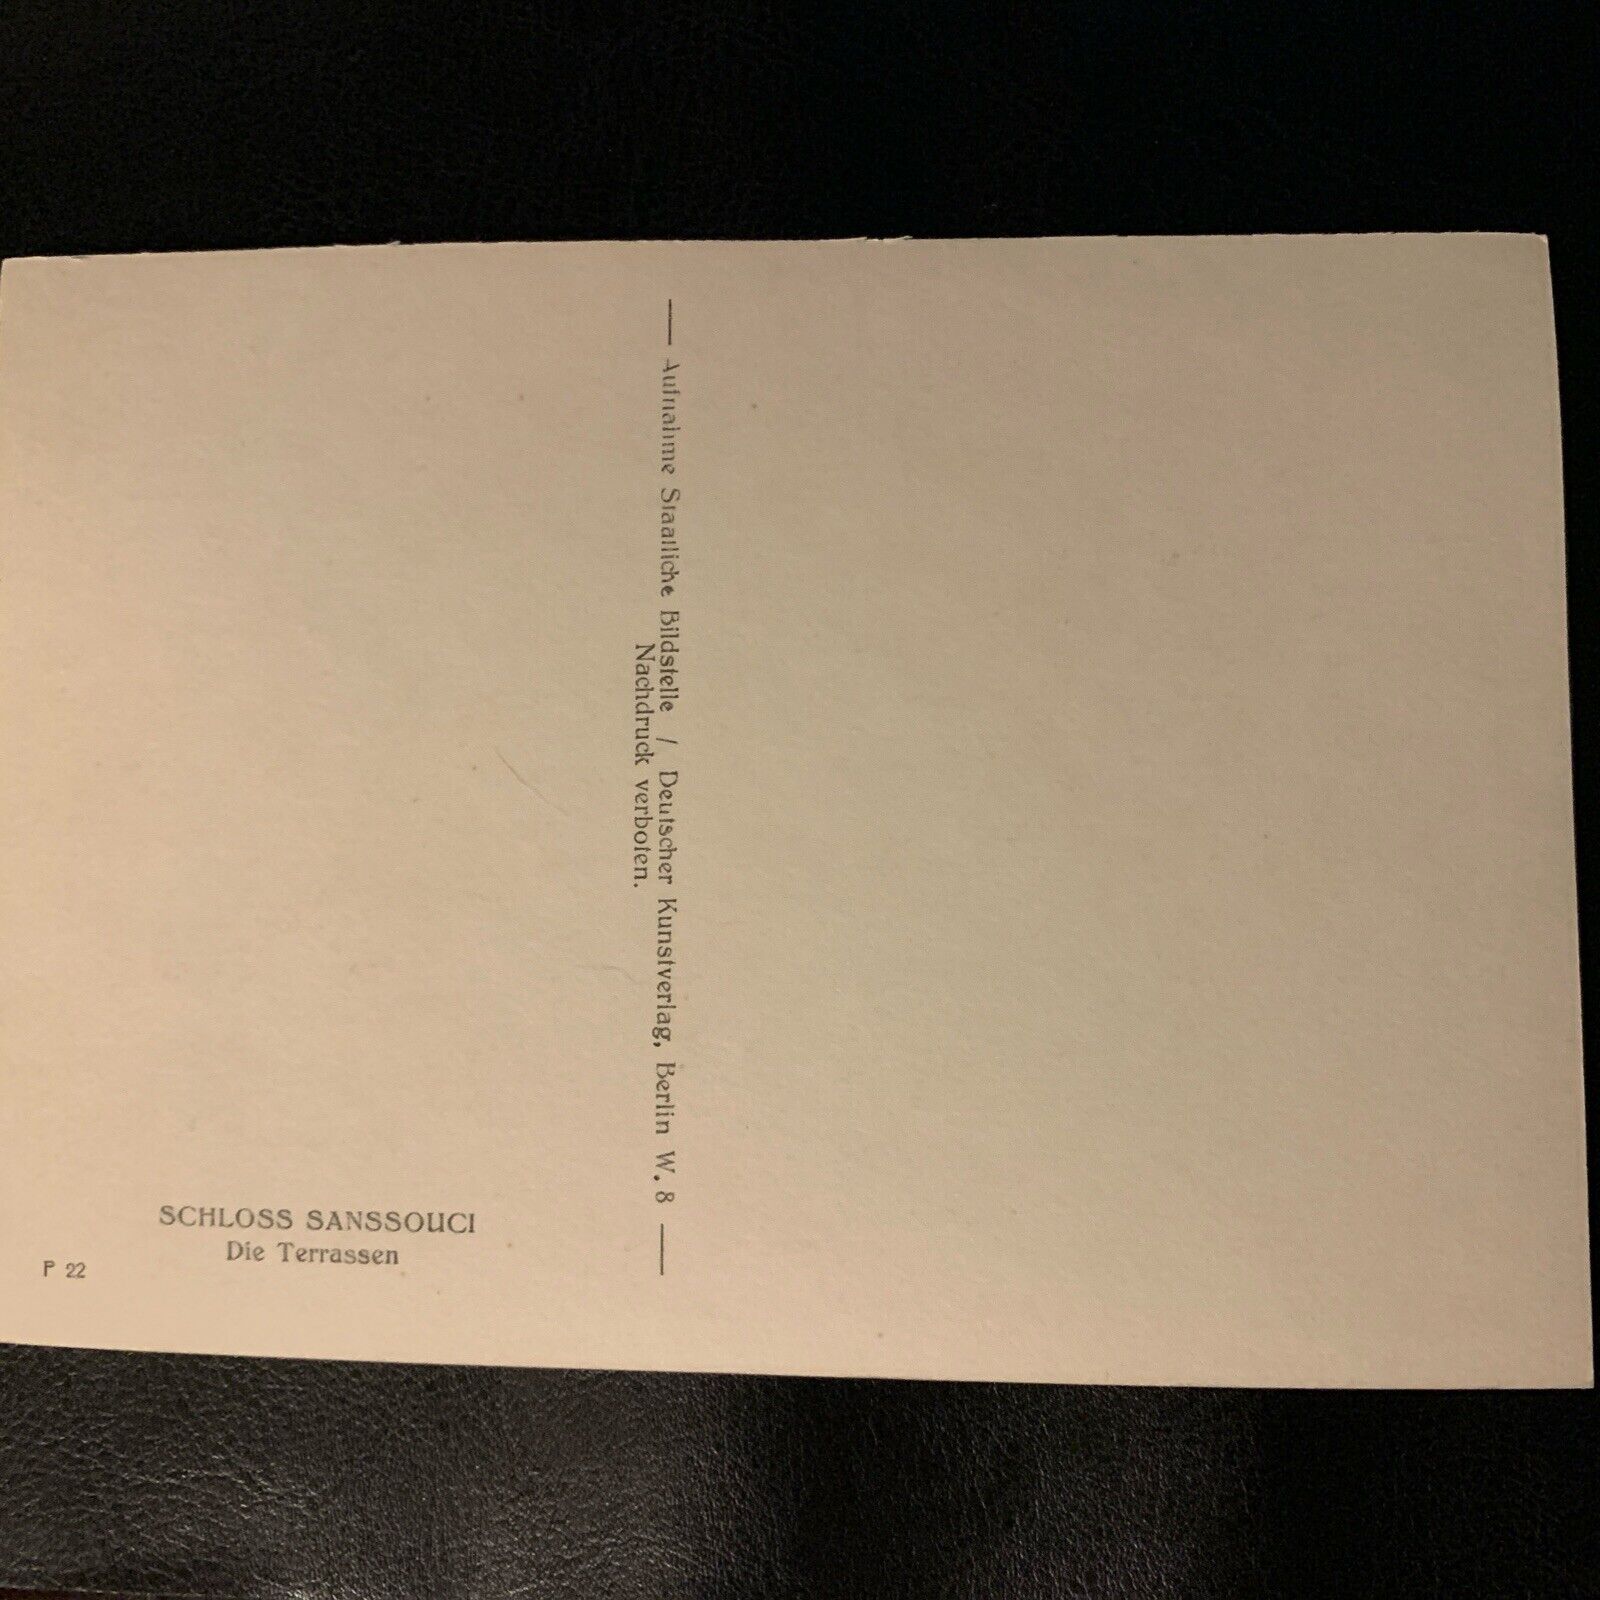 — Aufnahme Staatliche Bildstelle / Deutscher Kunstverlag, Berlin W. 8 —
Nachdruck verboten.
SCHLOSS SANSSOUCI
Die Terrassen
P 22